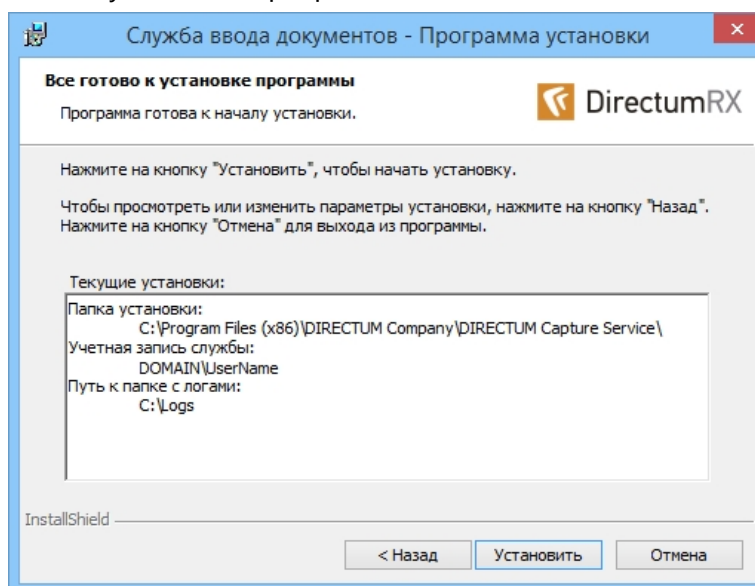 Служба ввода документов - Программа установки
Все готово к установке программы
Программа готова к началу установки.
DirectumRX
Нажмите на кнопку "Установить", чтобы начать установку.
Чтобы просмотреть или изменить параметры установки, нажмите на кнопку "Назад".
Нажмите на кнопку "Отмена" для выхода из программы.
Текущие установки:
Папка установки:
C:\Program Files (x86)\DIRECTUM Company\DIRECTUM Capture Service\
Учетная запись службы:
DOMAIN\UserName
Путь к папке с логами:
C:\Logs
InstallShield
< Назад
Установить
Отмена